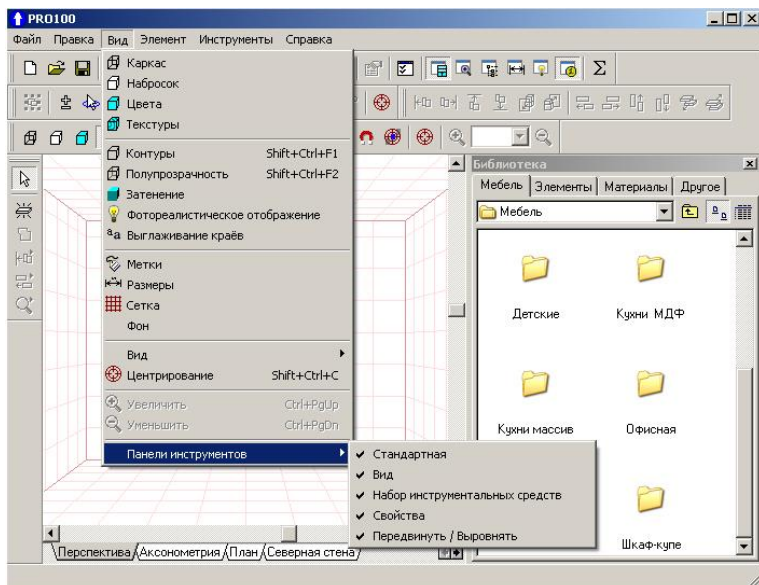 PRO100
Файл Правка Вид Элемент Инструменты Справка
Каркас
Набросок
Цвета
Текстуры
Контуры Shift+Ctrl+F1
Полупрозрачность Shift+Ctrl+F2
Затенение
Фотореалистическое отображение
аа Выглаживание краёв
Метки
Размеры
Сетка
Фон
Вид
Центрирование Shift+Ctrl+C
Увеличить Ctrl+PgUp
Уменьшить Ctrl+PgDn
Панели инструментов
Стандартная
Вид
Набор инструментальных средств
Свойства
Передвинуть / Выровнять
Библиотека
Мебель Элементы Материалы Другое
Мебель
Детские
Кухни МДФ
Кухни массив
Офисная
Шкаф-купе
Перспектива Аксонометрия План Северная стена